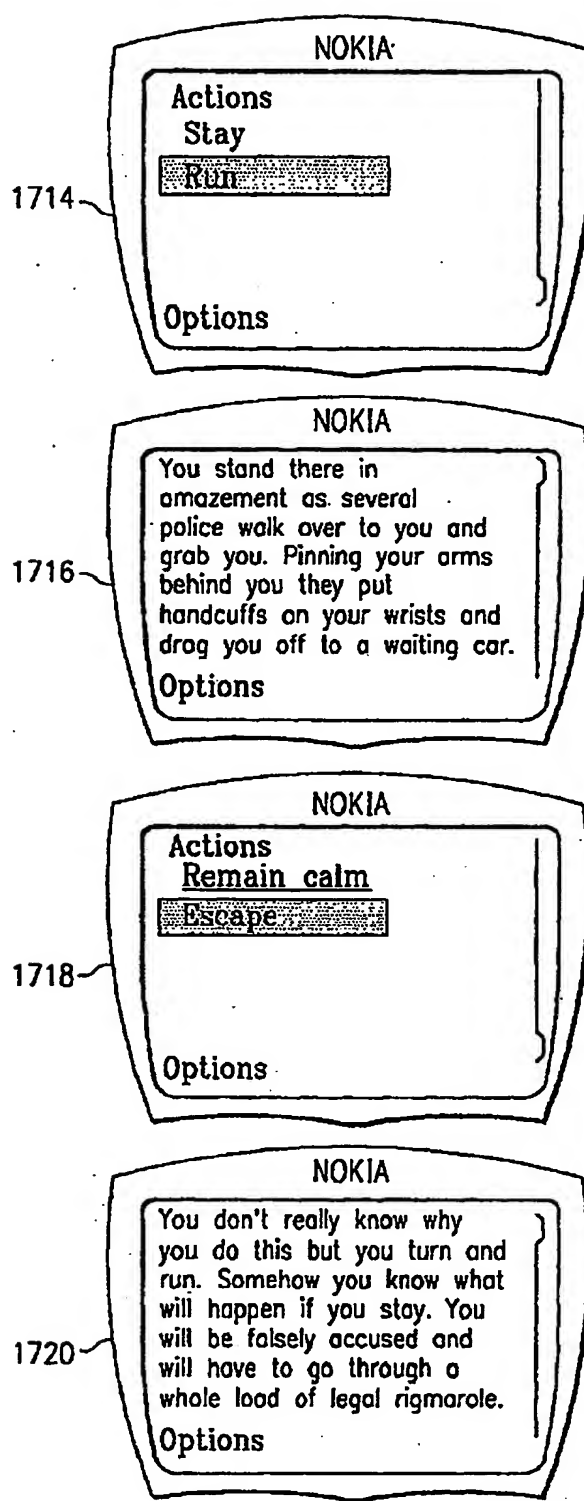 NOKIA
Actions
Stay
Run
1714
Options
NOKIA
You stand there in
amazement as several
police walk over to you and
grab you. Pinning your arms
1716
behind you they put
handcuffs on your wrists and
drag you off to a waiting car.
Options
NOKIA
Actions
Remain calm
Escape
1718
Options
NOKIA
You don't really know why
you do this but you turn and
run. Somehow you know what
will happen if you stay. You
will be falsely accused and
1720
will have to go through a
whole load of legal rigmarole.
Options